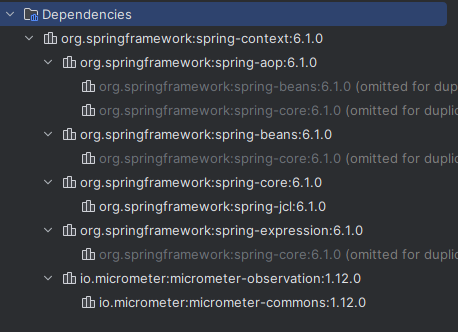 Dependencies
org.springframework:spring-context:6.1.0
org.springframework:spring-aop:6.1.0
org.springframework:spring-beans:6.1.0 (omitted for dup
org.springframework:spring-core:6.1.0 (omitted for duplic
org.springframework:spring-beans:6.1.0
org.springframework:spring-core:6.1.0 (omitted for duplic
org.springframework:spring-core:6.1.0
org.springframework:spring-jcl:6.1.0
org.springframework:spring-expression:6.1.0
org.springframework:spring-core:6.1.0 (omitted for duplic
io.micrometer:micrometer-observation:1.12.0
io.micrometer:micrometer-commons:1.12.0